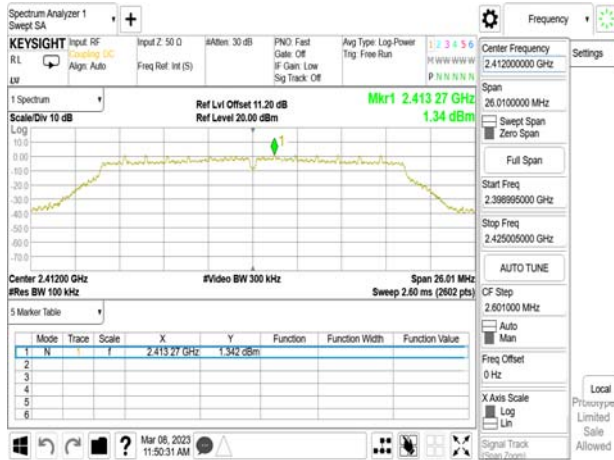 Spectrum Analyzer 1
Swept SA
+
Frequency
KEYSIGHT
Input: RF
Input Z: 50 Ω
#Atten: 30 dB
PNO: Fast
Avg Type: Log-Power
1 2 3 4 5 6
RL
Coupling: DC
Gate: Off
Trig: Free Run
M W W W W W
Align: Auto
Freq Ref: Int (S)
IF Gain: Low
Sig Track: Off
P N N N N N
Center Frequency
2.412000000 GHz
Settings
1 Spectrum
Scale/Div 10 dB
Ref Lvl Offset 11.20 dB
Ref Level 20.00 dBm
Mkr1 2.413 27 GHz
1.34 dBm
Span
26.0100000 MHz
Swept Span
Zero Span
Full Span
Start Freq
2.398995000 GHz
Stop Freq
2.425005000 GHz
AUTO TUNE
CF Step
2.601000 MHz
Auto
Man
Freq Offset
0 Hz
X Axis Scale
Log
Lin
Signal Track
(Span Zoom)
Local
Prototype
Limited
Sale
Allowed
Log
10.0
0.00
-10.0
-20.0
-30.0
-40.0
-50.0
-60.0
-70.0
1
Center 2.41200 GHz
#Video BW 300 kHz
Span 26.01 MHz
#Res BW 100 kHz
Sweep 2.60 ms (2602 pts)
5 Marker Table
Mode Trace Scale X Y Function Function Width Function Value
1 N 1 f 2.413 27 GHz 1.342 dBm
2
3
4
5
6
?
Mar 08, 2023
11:50:31 AM